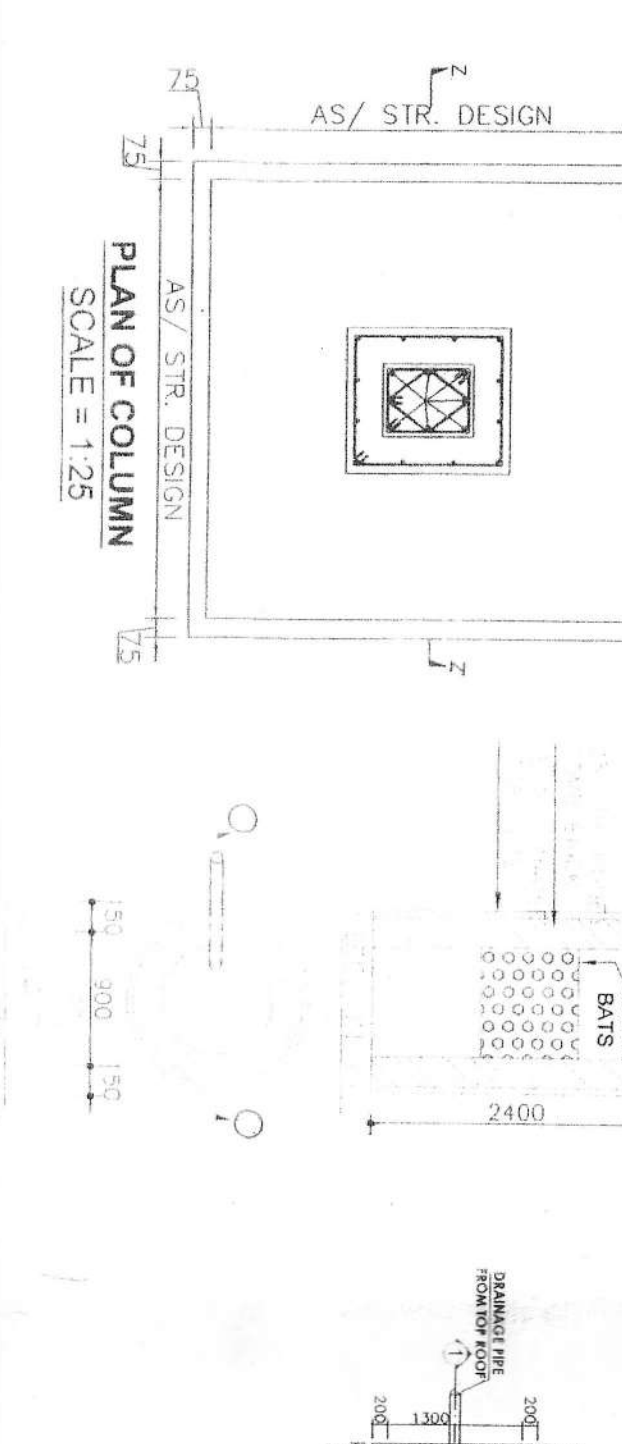 75
Z
AS/ STR. DESIGN
75
AS/ STR. DESIGN
PLAN OF COLUMN
SCALE = 1:25
75
Z
BATS
2400
150
900
150
DRAINAGE PIPE
FROM TOP ROOF
1
200
1300
200